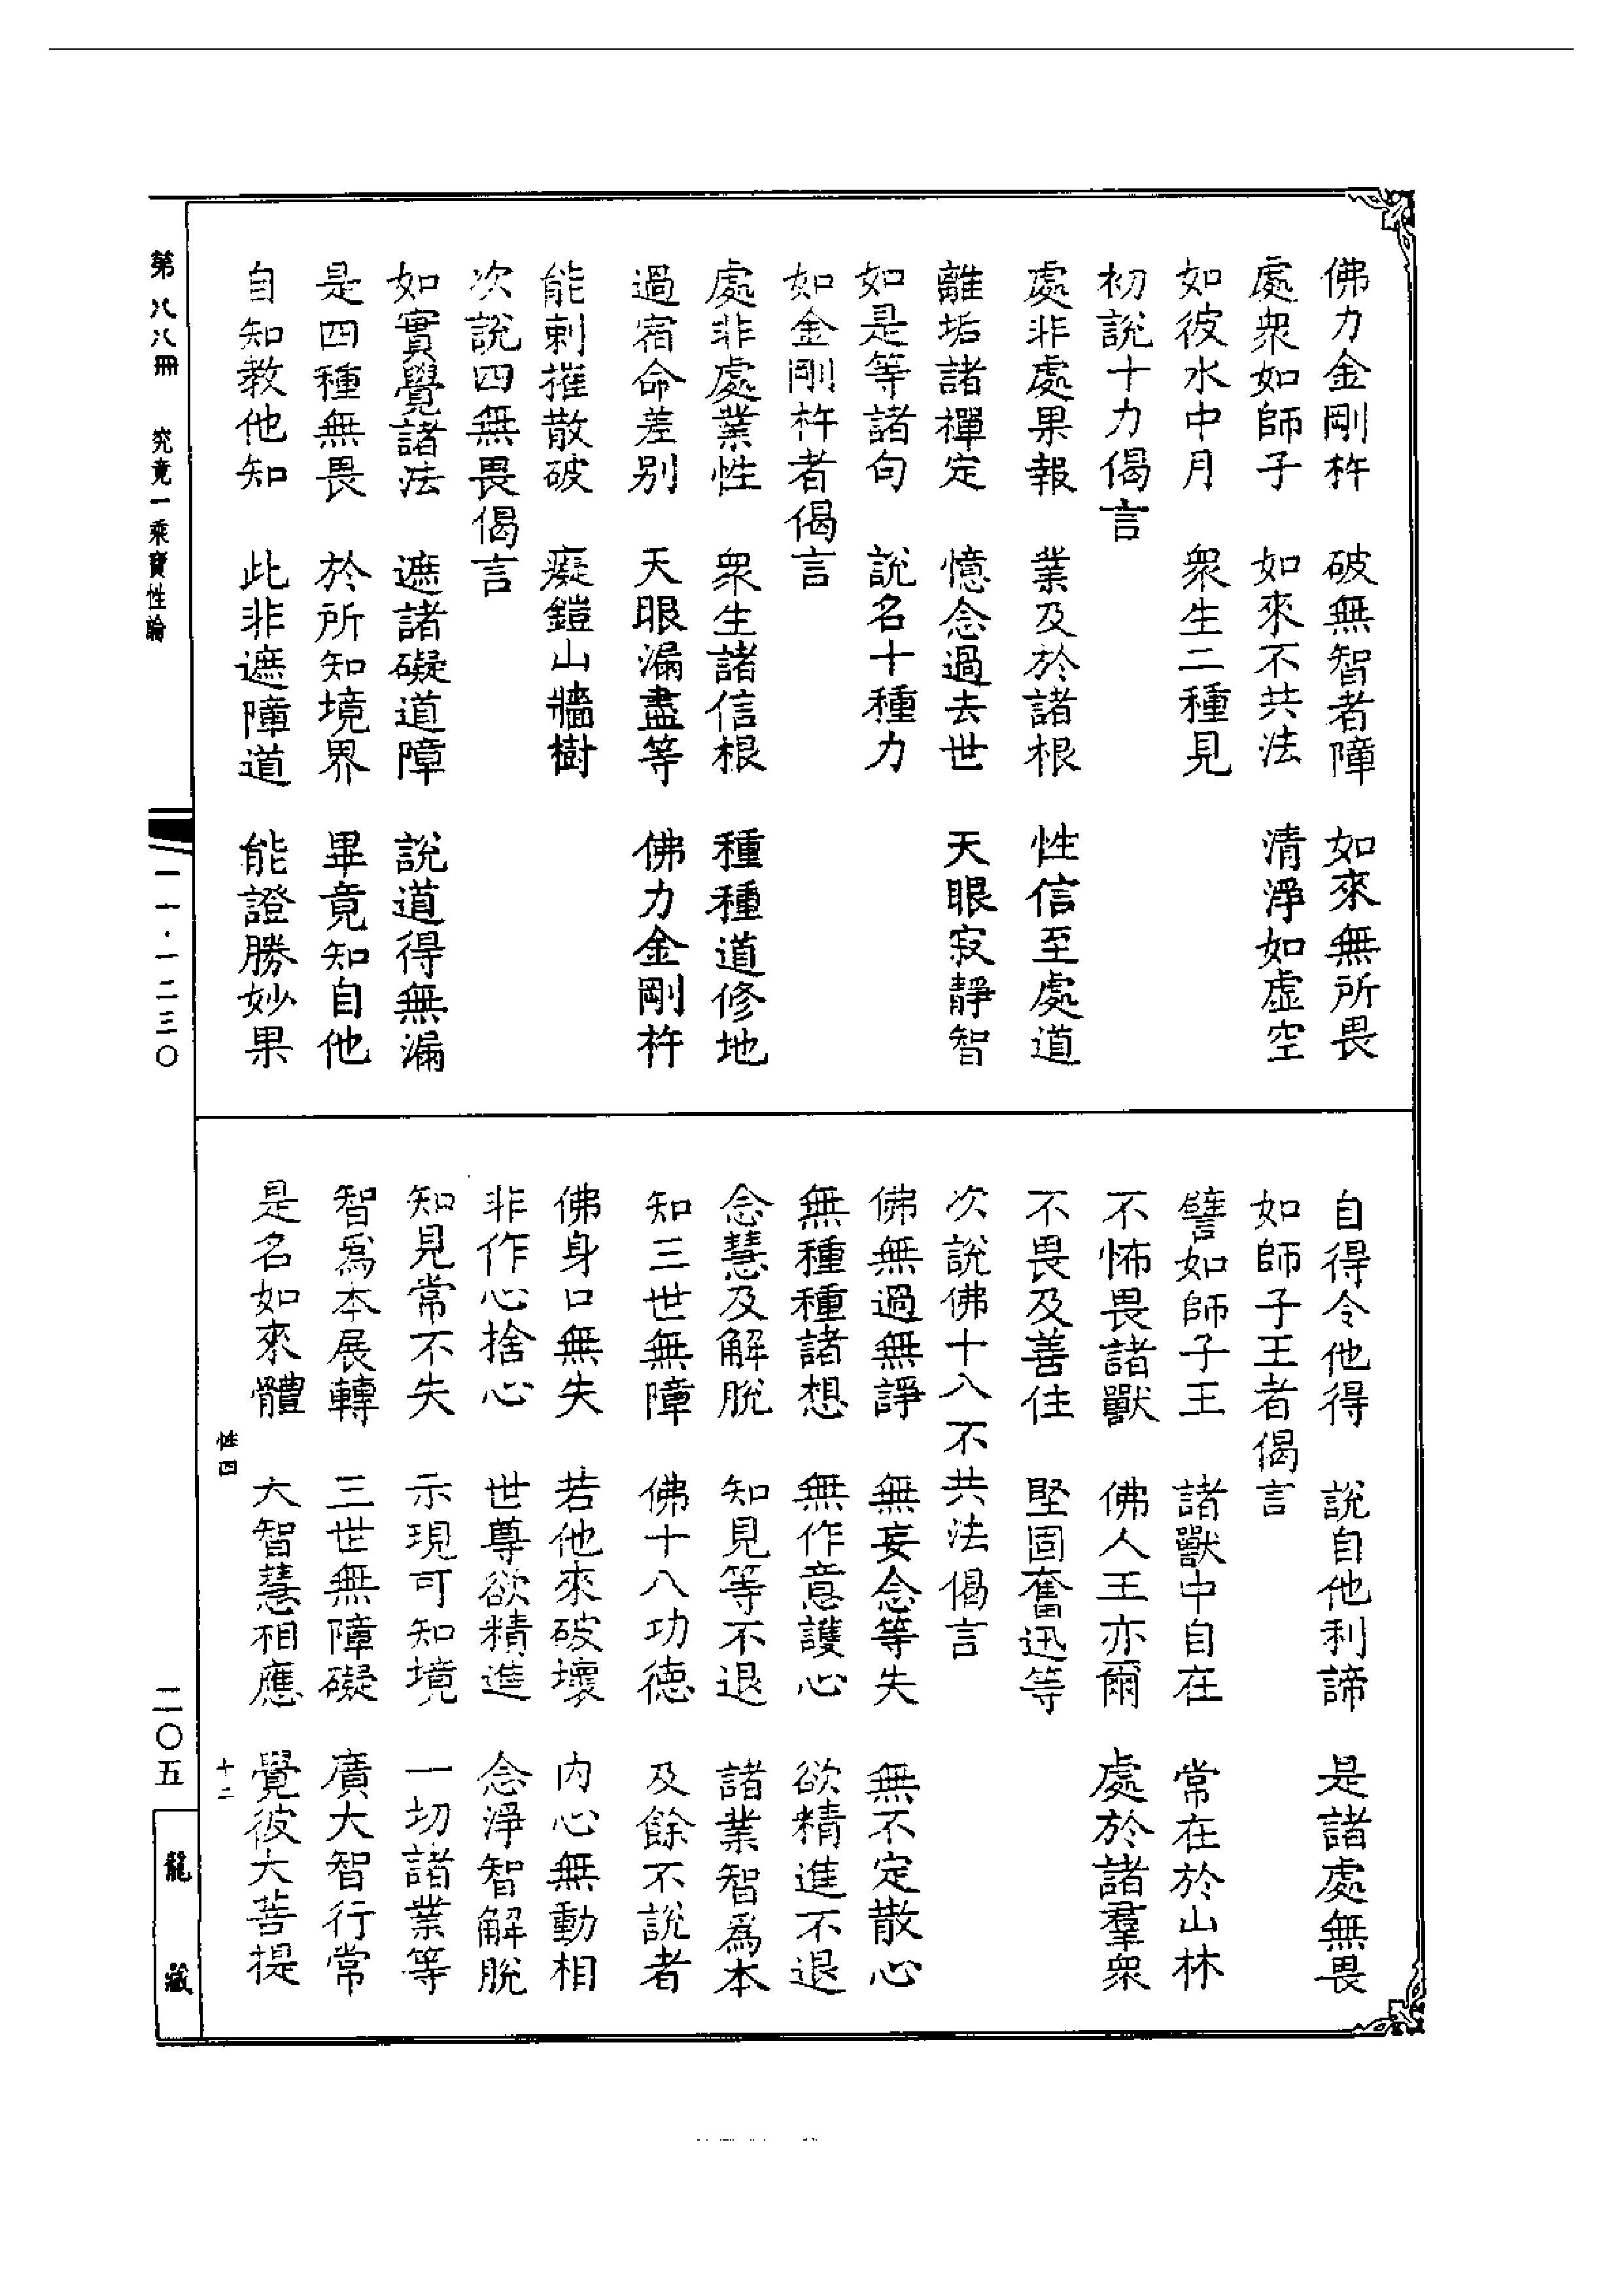 佛力金剛杵　破無智者障　如來無所畏
處衆如師子　如來不共法　清淨如虛空
如彼水中月　衆生二種見
初說十力偈言
處非處果報　業及於諸根　性信至處道
離垢諸禪定　憶念過去世　天眼寂靜智
如是等諸句　說名十種力
如金剛杵者偈言
處非處業性　衆生諸信根　種種道修地
過宿命差别　天眼漏盡等　佛力金剛杵
能刺摧散破　癡鎧山牆樹
次說四無畏偈言
如實覺諸法　遮諸礙道障　說道得無漏
是四種無畏　於所知境界　畢竟知自他
自知教他知　此非遮障道　能證勝妙果
自得令他得　說自他利諦　是諸處無畏
如師子王者偈言
譬如師子王　諸獸中自在　常在於山林
不怖畏諸獸　佛人王亦爾　處於諸羣衆
不畏及善住　堅固奮迅等
次說佛十八不共法偈言
佛無過無諍　無妄念等失　無不定散心
無種種諸想　無作意護心　欲精進不退
念慧及解脫　知見等不退　諸業智爲本
知三世無障　佛十八功德　及餘不說者
佛身口無失　若他來破壞　内心無動相
非作心捨心　世尊欲精進　念淨智解脫
知見常不失　示現可知境　一切諸業等
智爲本展轉　三世無障礙　廣大智行常
是名如來體　大智慧相應　覺彼大菩提
性四　十二
第八八冊　究竟一乘寶性論　一一·一二三〇　二〇五　龍藏